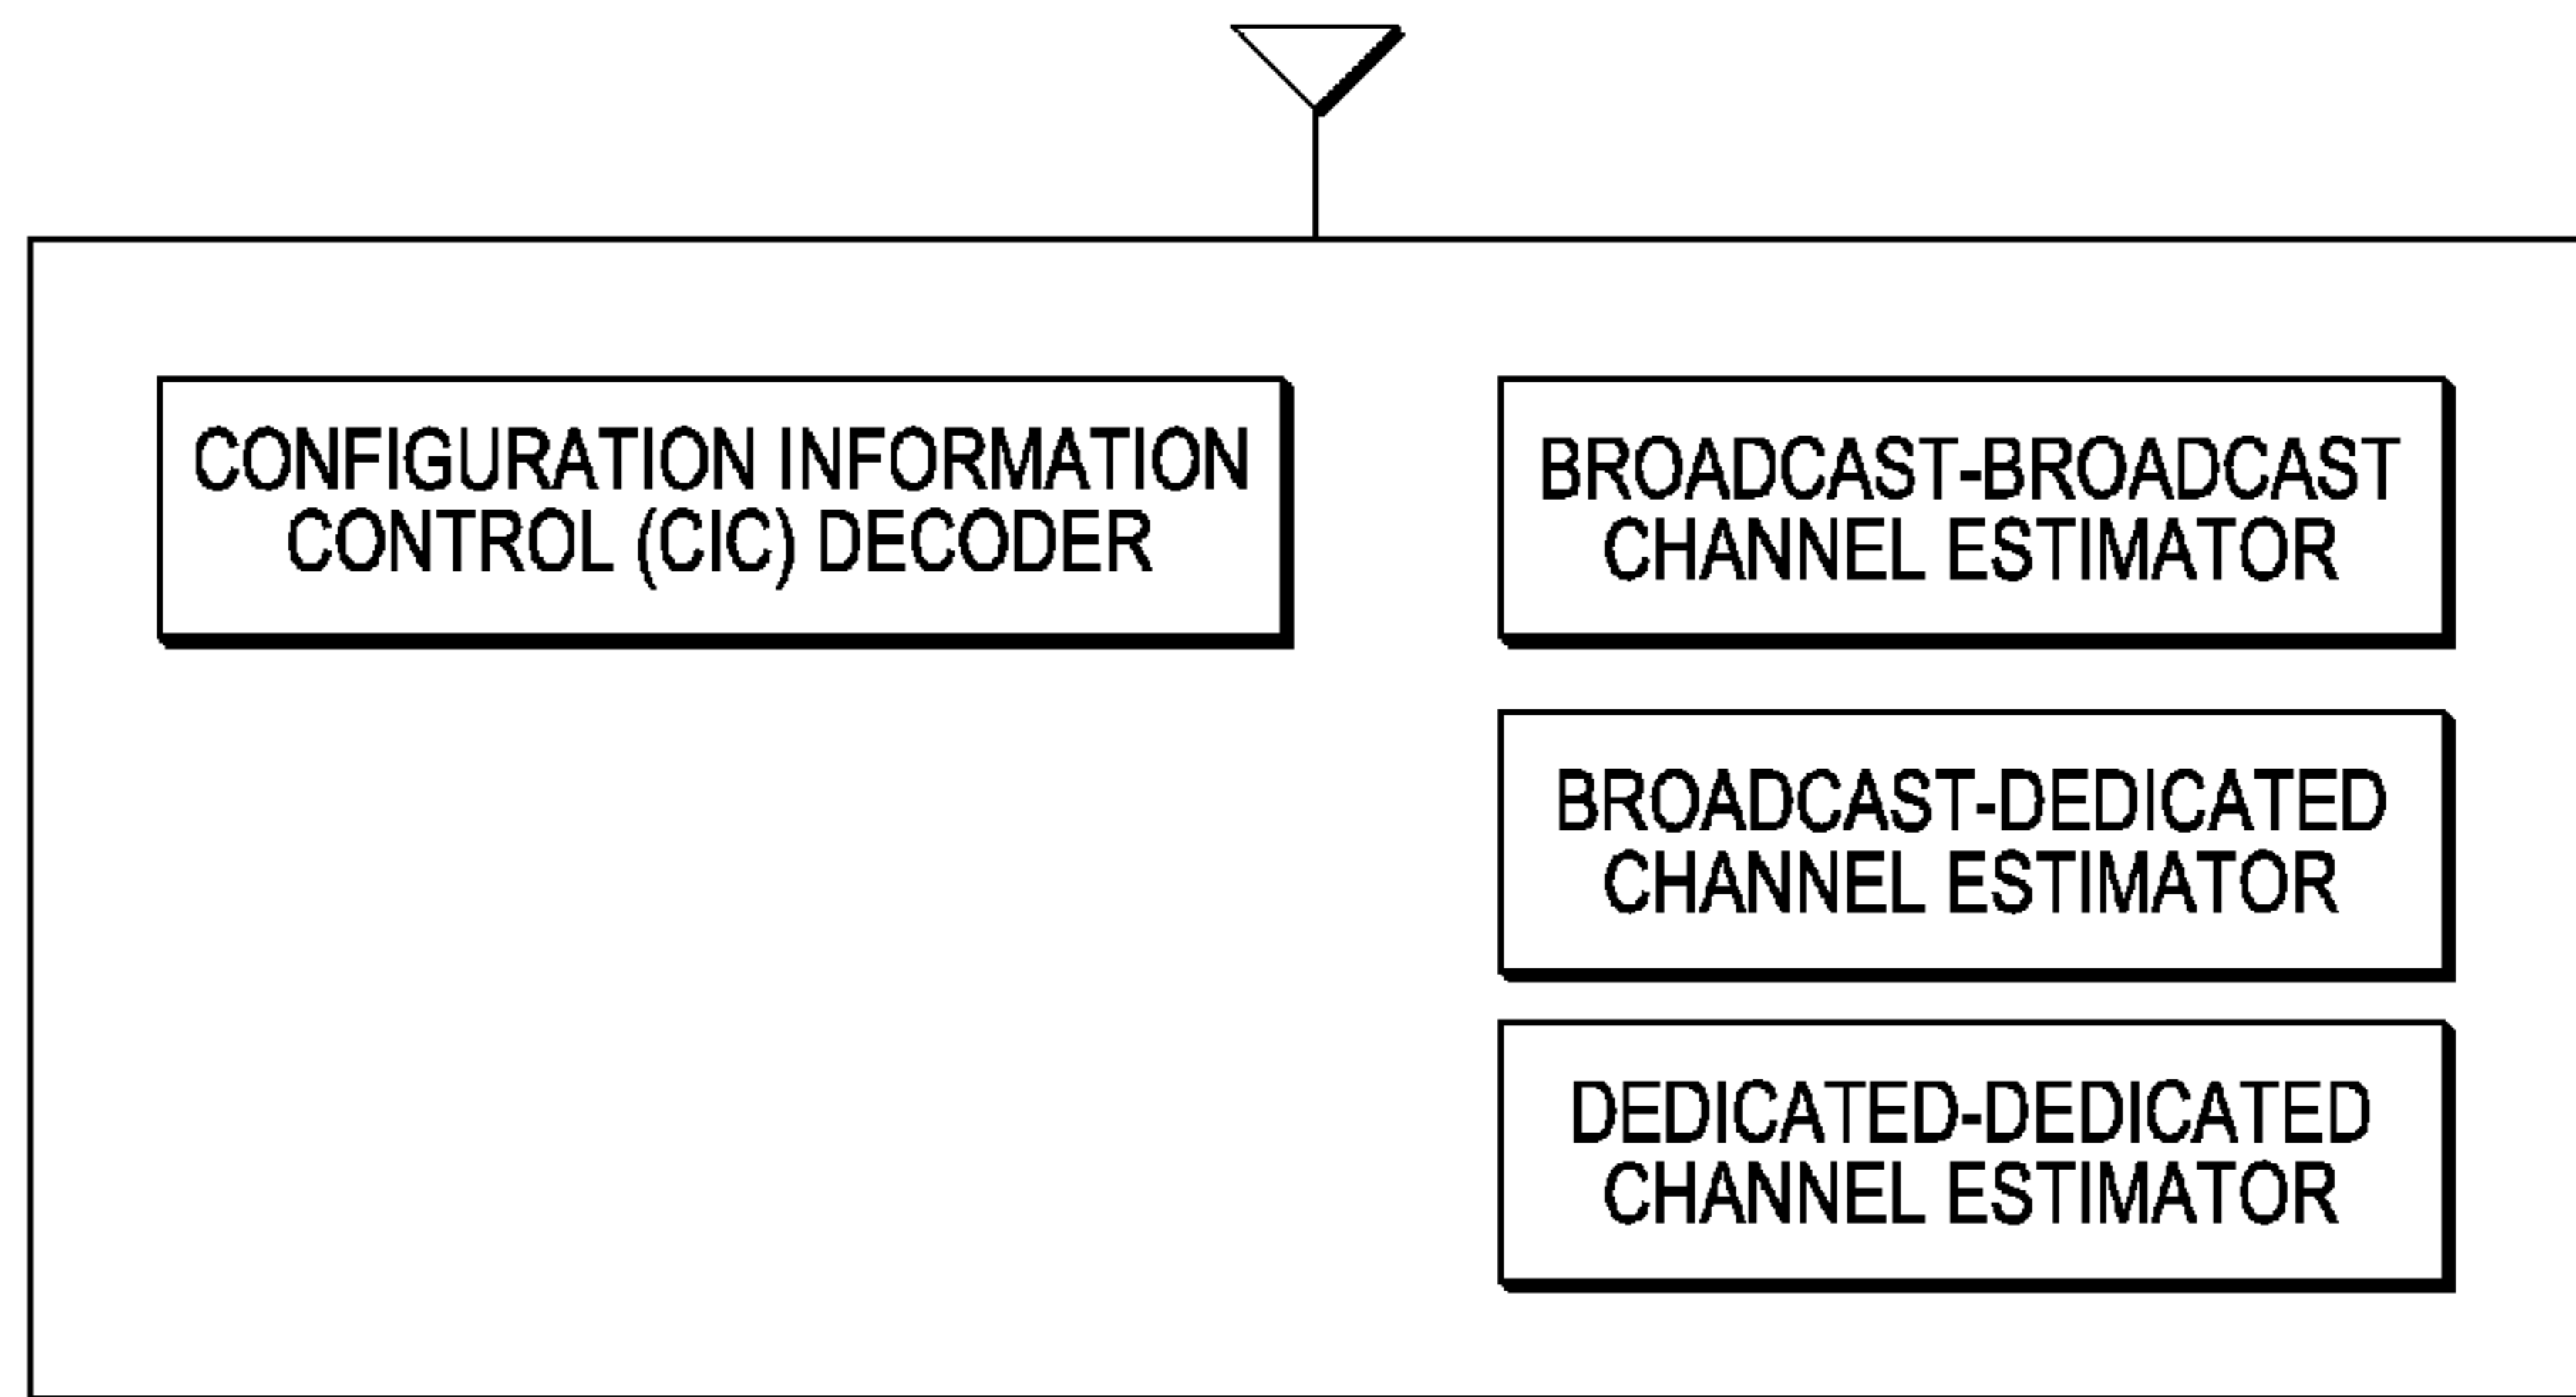 CONFIGURATION INFORMATION
CONTROL (CIC) DECODER
BROADCAST-BROADCAST
CHANNEL ESTIMATOR
BROADCAST-DEDICATED
CHANNEL ESTIMATOR
DEDICATED-DEDICATED
CHANNEL ESTIMATOR